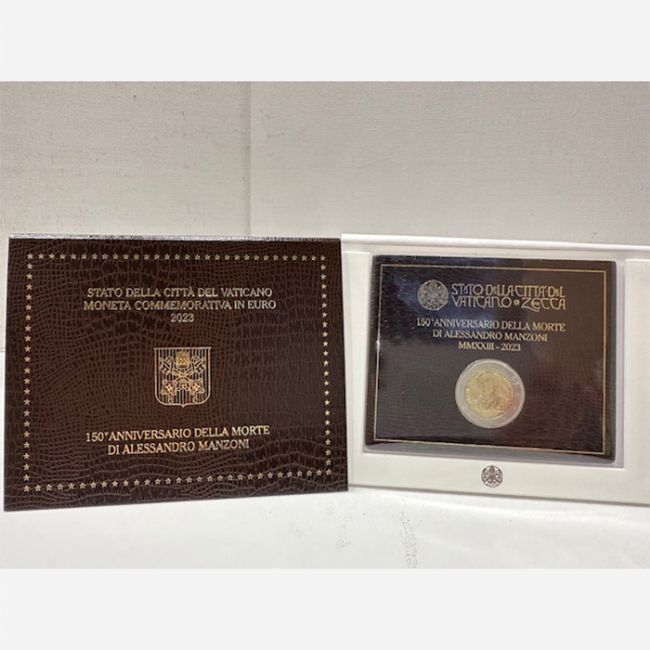 STATO DELLA CITTÀ DEL VATICANO
MONETA COMMEMORATIVA IN EURO
2023
150° ANNIVERSARIO DELLA MORTE
DI ALESSANDRO MANZONI
STATO DELLA CITTÀ DEL
VATICANO • ZECCA
150° ANNIVERSARIO DELLA MORTE
DI ALESSANDRO MANZONI
MMXXIII - 2023